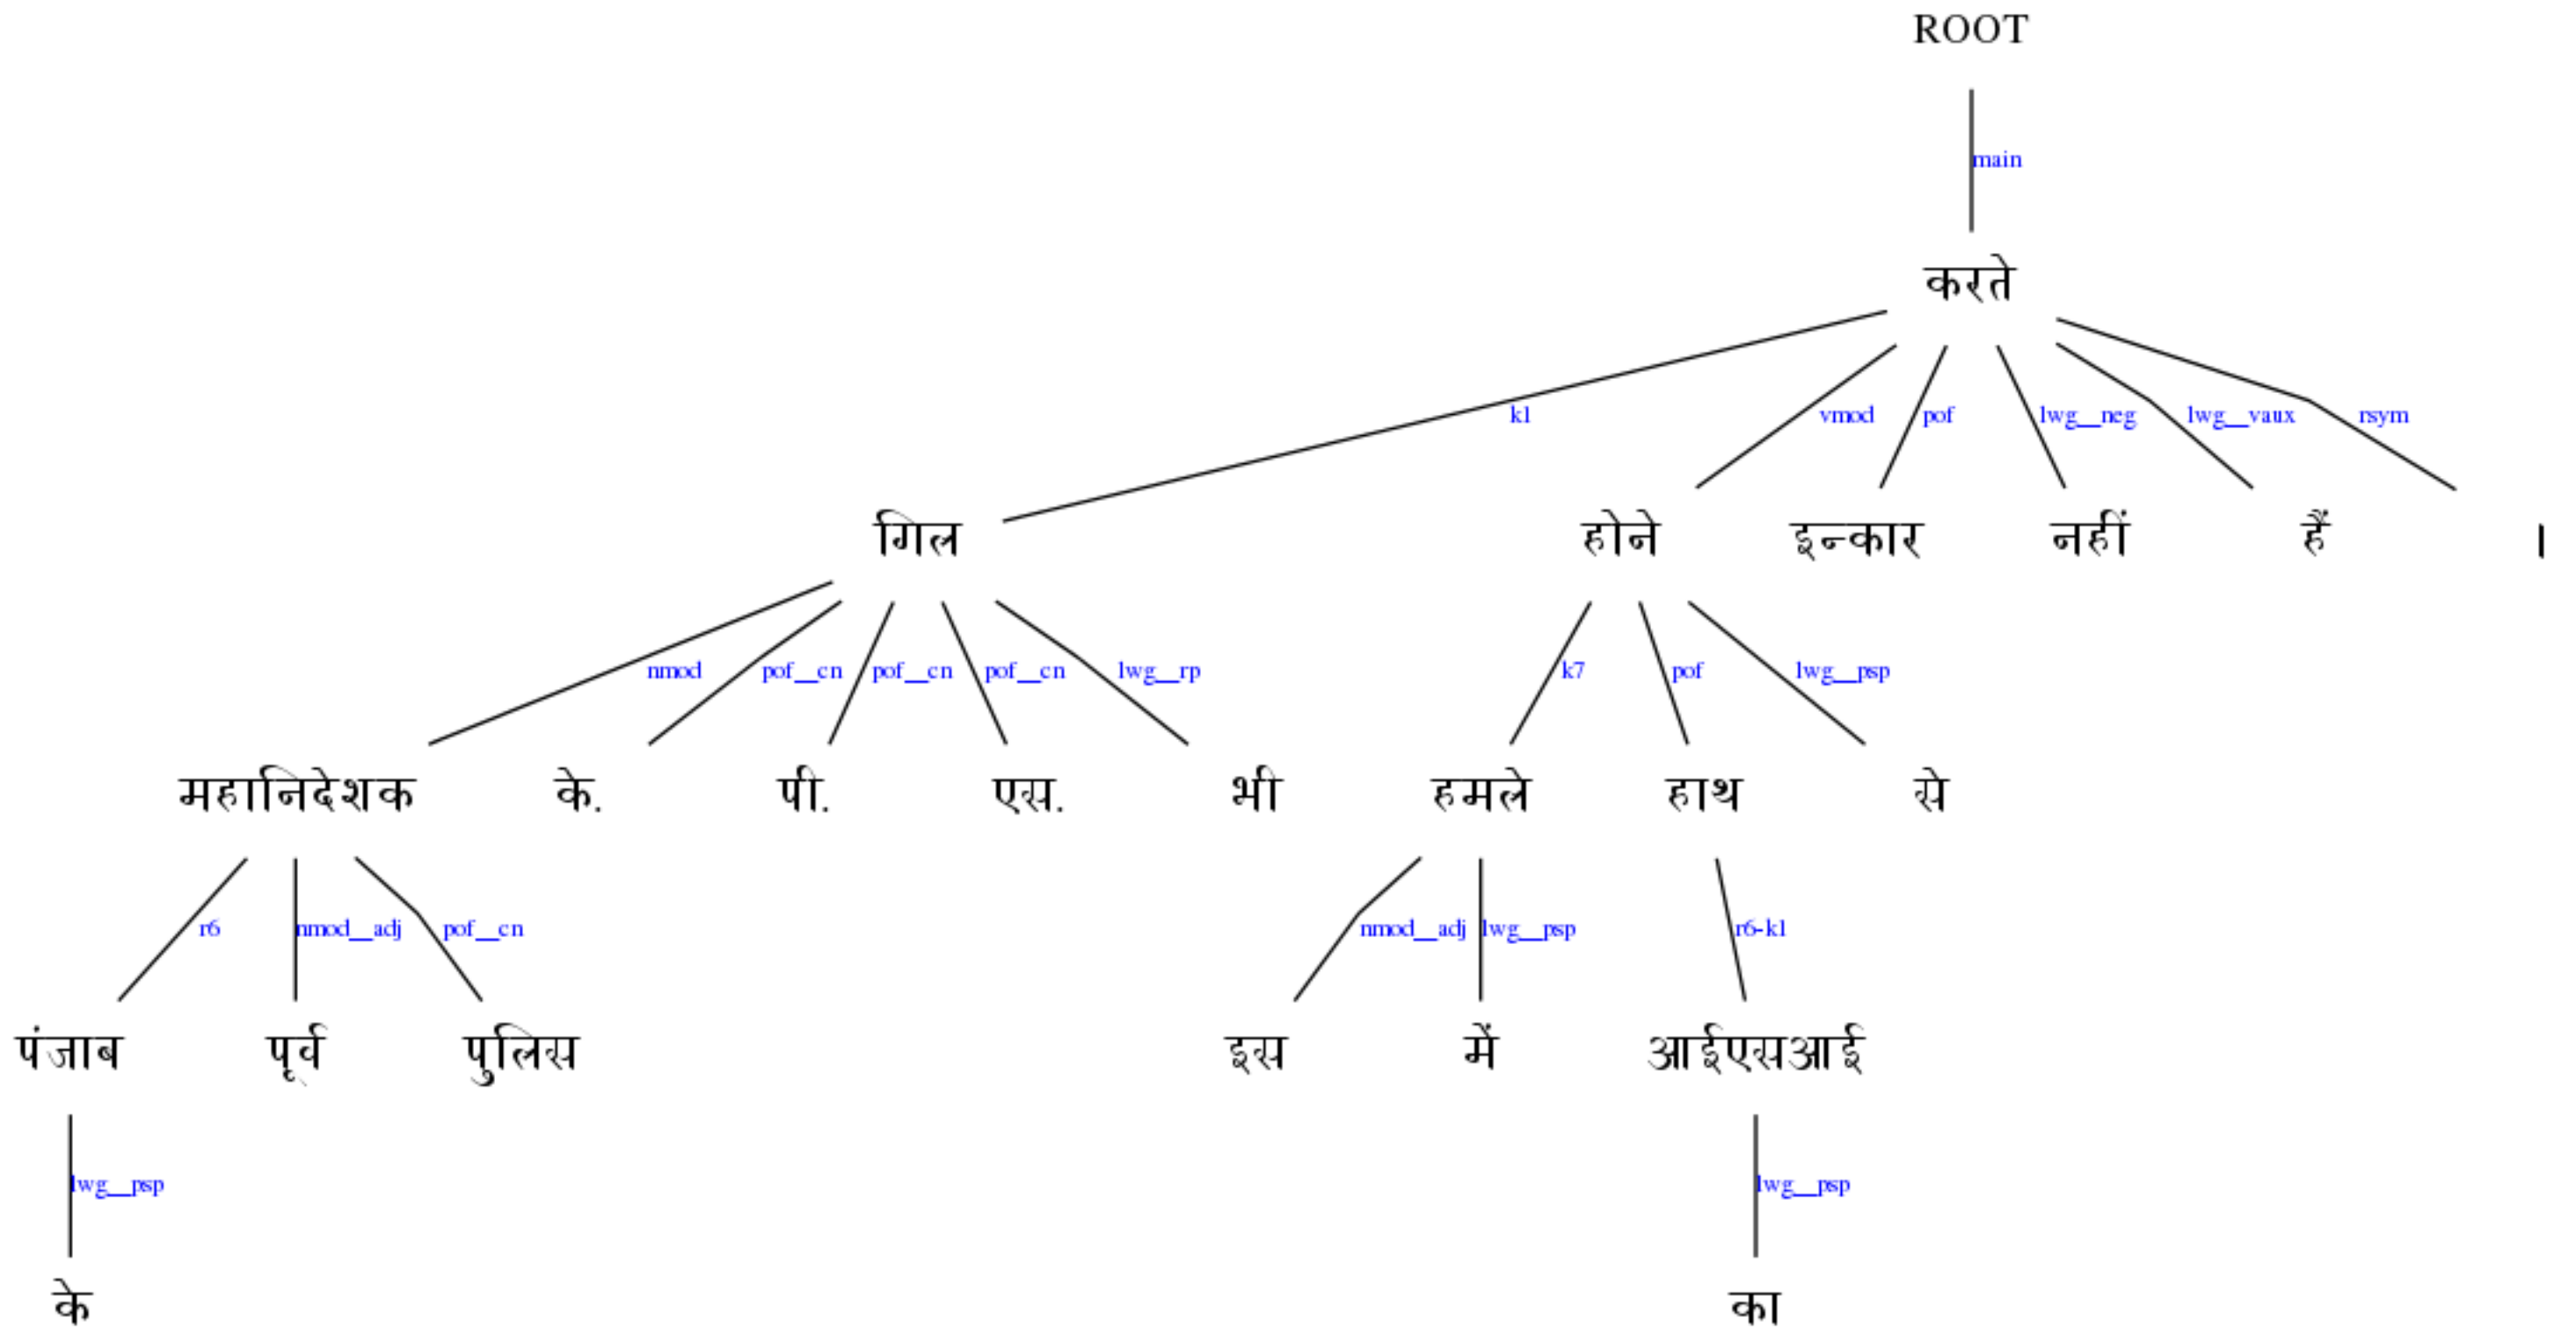 ROOT
main
करते
k1 vmod pof lwg__neg lwg__vaux rsym
गिल होने इन्कार नहीं हैं ।
nmod pof__cn pof__cn pof__cn lwg__rp k7 pof lwg__psp
महानिदेशक के. पी. एस. भी हमले हाथ से
r6 nmod__adj pof__cn nmod__adj lwg__psp r6-k1
पंजाब पूर्व पुलिस इस में आईएसआई
lwg__psp lwg__psp
के का